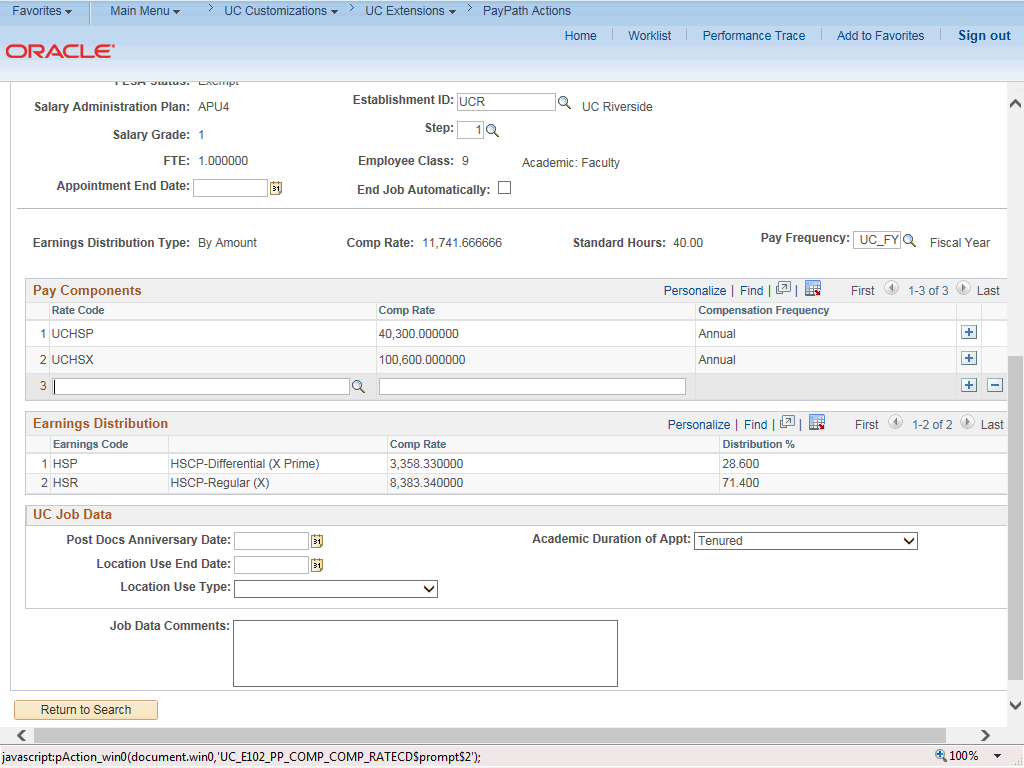 Favorites Main Menu > UC Customizations > UC Extensions > PayPath Actions
Home Worklist Performance Trace Add to Favorites Sign out
ORACLE
Exempt
Salary Administration Plan: APU4 Establishment ID: UCR UC Riverside
Salary Grade: 1 Step: 1
FTE: 1.000000 Employee Class: 9 Academic: Faculty
Appointment End Date: 31 End Job Automatically:
Earnings Distribution Type: By Amount Comp Rate: 11,741.666666 Standard Hours: 40.00 Pay Frequency: UC_FY Fiscal Year
Pay Components Personalize | Find | | First 1-3 of 3 Last
Rate Code Comp Rate Compensation Frequency
1 UCHSP 40,300.000000 Annual
2 UCHSX 100,600.000000 Annual
3
Earnings Distribution Personalize | Find | | First 1-2 of 2 Last
Earnings Code Comp Rate Distribution %
1 HSP HSCP-Differential (X Prime) 3,358.330000 28.600
2 HSR HSCP-Regular (X) 8,383.340000 71.400
UC Job Data
Post Docs Anniversary Date: 31 Academic Duration of Appt: Tenured
Location Use End Date: 31
Location Use Type:
Job Data Comments:
Return to Search
javascript:pAction_win0(document.win0,'UC_E102_PP_COMP_COMP_RATECD$prompt$2'); 100%